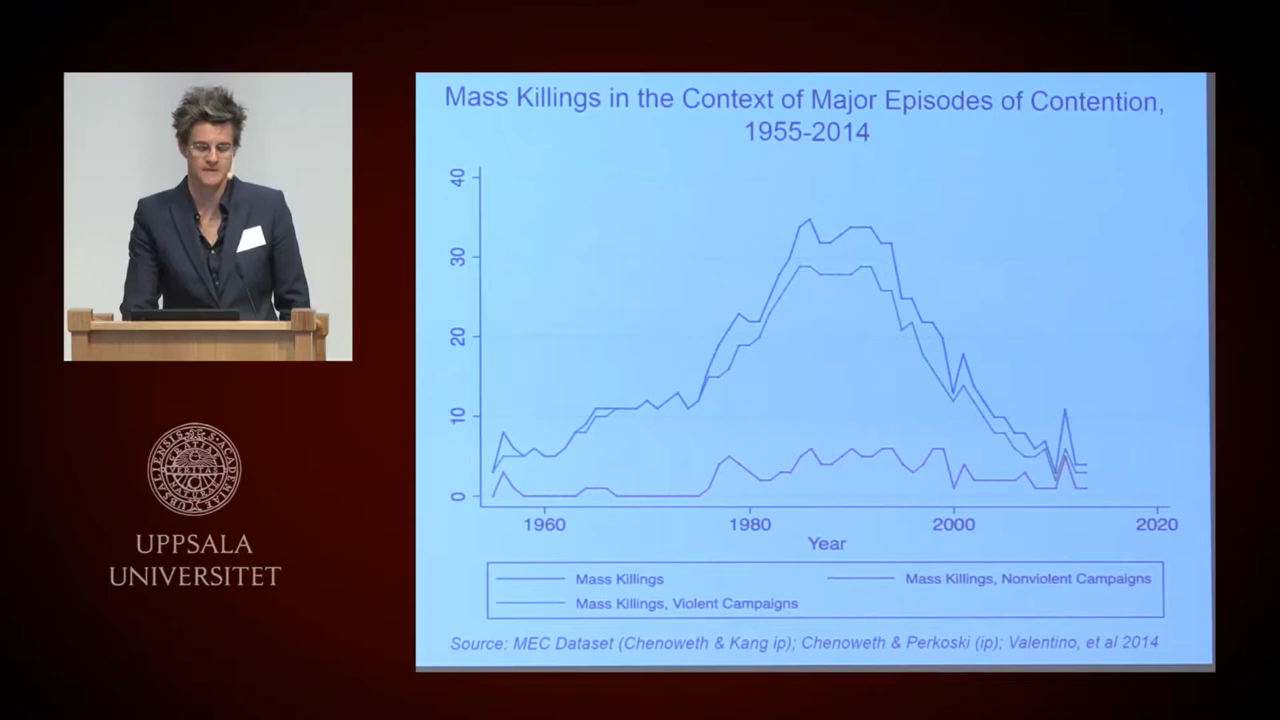 Mass Killings in the Context of Major Episodes of Contention,
1955-2014
40
30
20
10
0
1960
1980
2000
2020
Year
Mass Killings
Mass Killings, Nonviolent Campaigns
Mass Killings, Violent Campaigns
Source: MEC Dataset (Chenoweth & Kang ip); Chenoweth & Perkoski (ip); Valentino, et al 2014
UPPSALA
UNIVERSITET